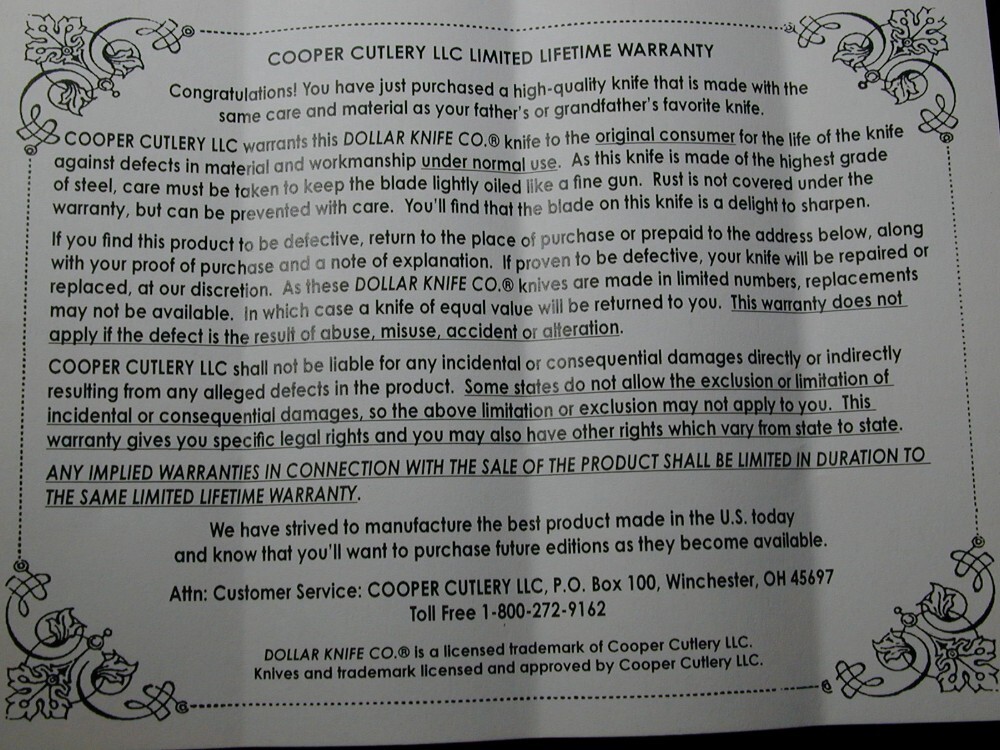 COOPER CUTLERY LLC LIMITED LIFETIME WARRANTY
Congratulations! You have just purchased a high-quality knife that is made with the
same care and material as your father's or grandfather's favorite knife.
COOPER CUTLERY LLC warrants this DOLLAR KNIFE CO.® knife to the original consumer for the life of the knife
against defects in material and workmanship under normal use. As this knife is made of the highest grade
of steel, care must be taken to keep the blade lightly oiled like a fine gun. Rust is not covered under the
warranty, but can be prevented with care. You'll find that the blade on this knife is a delight to sharpen.
If you find this product to be defective, return to the place of purchase or prepaid to the address below, along
with your proof of purchase and a note of explanation. If proven to be defective, your knife will be repaired or
replaced, at our discretion. As these DOLLAR KNIFE CO.® knives are made in limited numbers, replacements
may not be available. In which case a knife of equal value will be returned to you. This warranty does not
apply if the defect is the result of abuse, misuse, accident or alteration.
COOPER CUTLERY LLC shall not be liable for any incidental or consequential damages directly or indirectly
resulting from any alleged defects in the product. Some states do not allow the exclusion or limitation of
incidental or consequential damages, so the above limitation or exclusion may not apply to you. This
warranty gives you specific legal rights and you may also have other rights which vary from state to state.
ANY IMPLIED WARRANTIES IN CONNECTION WITH THE SALE OF THE PRODUCT SHALL BE LIMITED IN DURATION TO
THE SAME LIMITED LIFETIME WARRANTY.
We have strived to manufacture the best product made in the U.S. today
and know that you'll want to purchase future editions as they become available.
Attn: Customer Service: COOPER CUTLERY LLC, P.O. Box 100, Winchester, OH 45697
Toll Free 1-800-272-9162
DOLLAR KNIFE CO.® is a licensed trademark of Cooper Cutlery LLC.
Knives and trademark licensed and approved by Cooper Cutlery LLC.